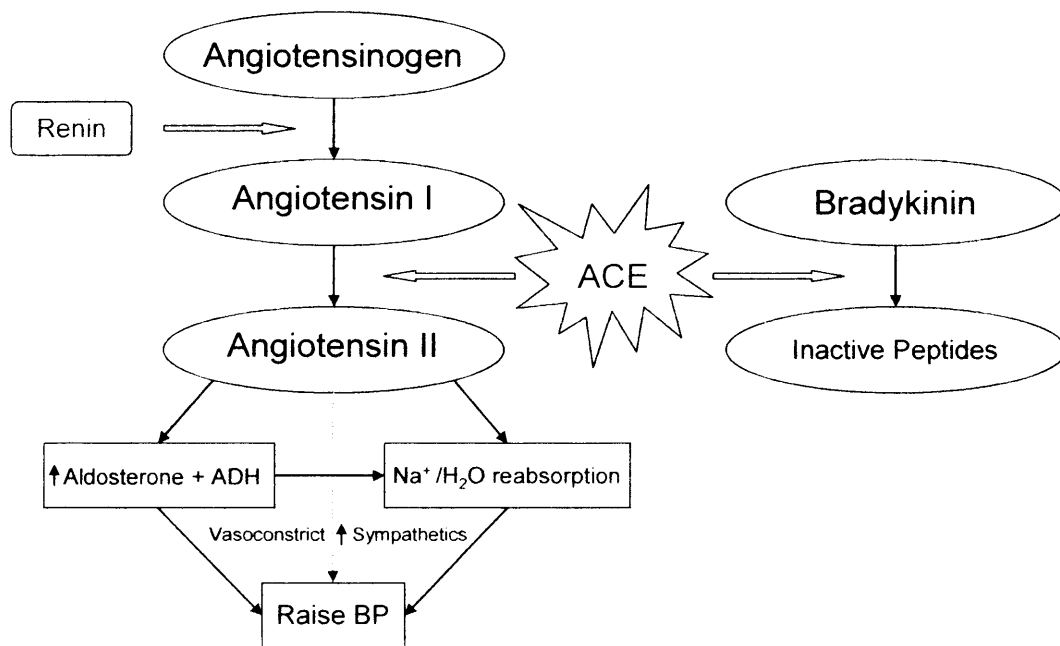 Angiotensinogen
Renin
Angiotensin I
Bradykinin
ACE
Angiotensin II
Inactive Peptides
↑Aldosterone + ADH
Na⁺/H₂O reabsorption
Vasoconstrict ↑ Sympathetics
Raise BP